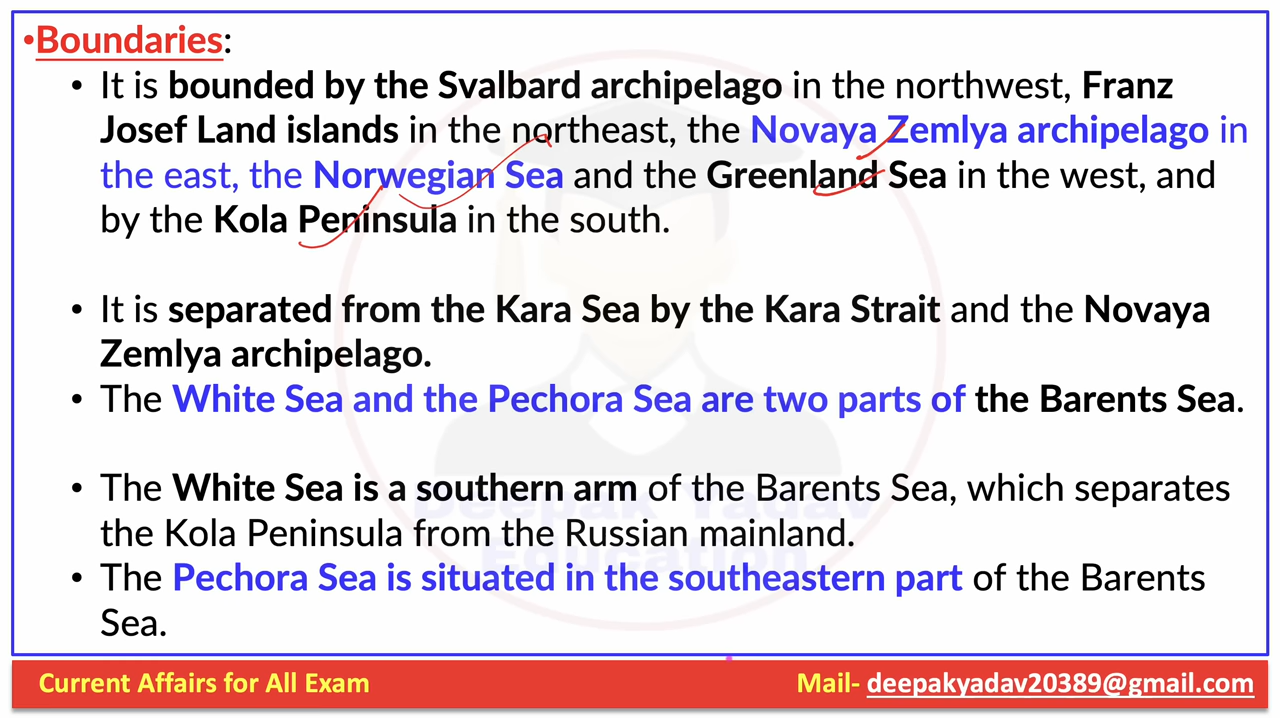 •Boundaries:
• It is bounded by the Svalbard archipelago in the northwest, Franz
Josef Land islands in the northeast, the Novaya Zemlya archipelago in
the east, the Norwegian Sea and the Greenland Sea in the west, and
by the Kola Peninsula in the south.
• It is separated from the Kara Sea by the Kara Strait and the Novaya
Zemlya archipelago.
• The White Sea and the Pechora Sea are two parts of the Barents Sea.
• The White Sea is a southern arm of the Barents Sea, which separates
the Kola Peninsula from the Russian mainland.
• The Pechora Sea is situated in the southeastern part of the Barents
Sea.
Deepak Yadav
Education
Current Affairs for All Exam
Mail- deepakyadav20389@gmail.com